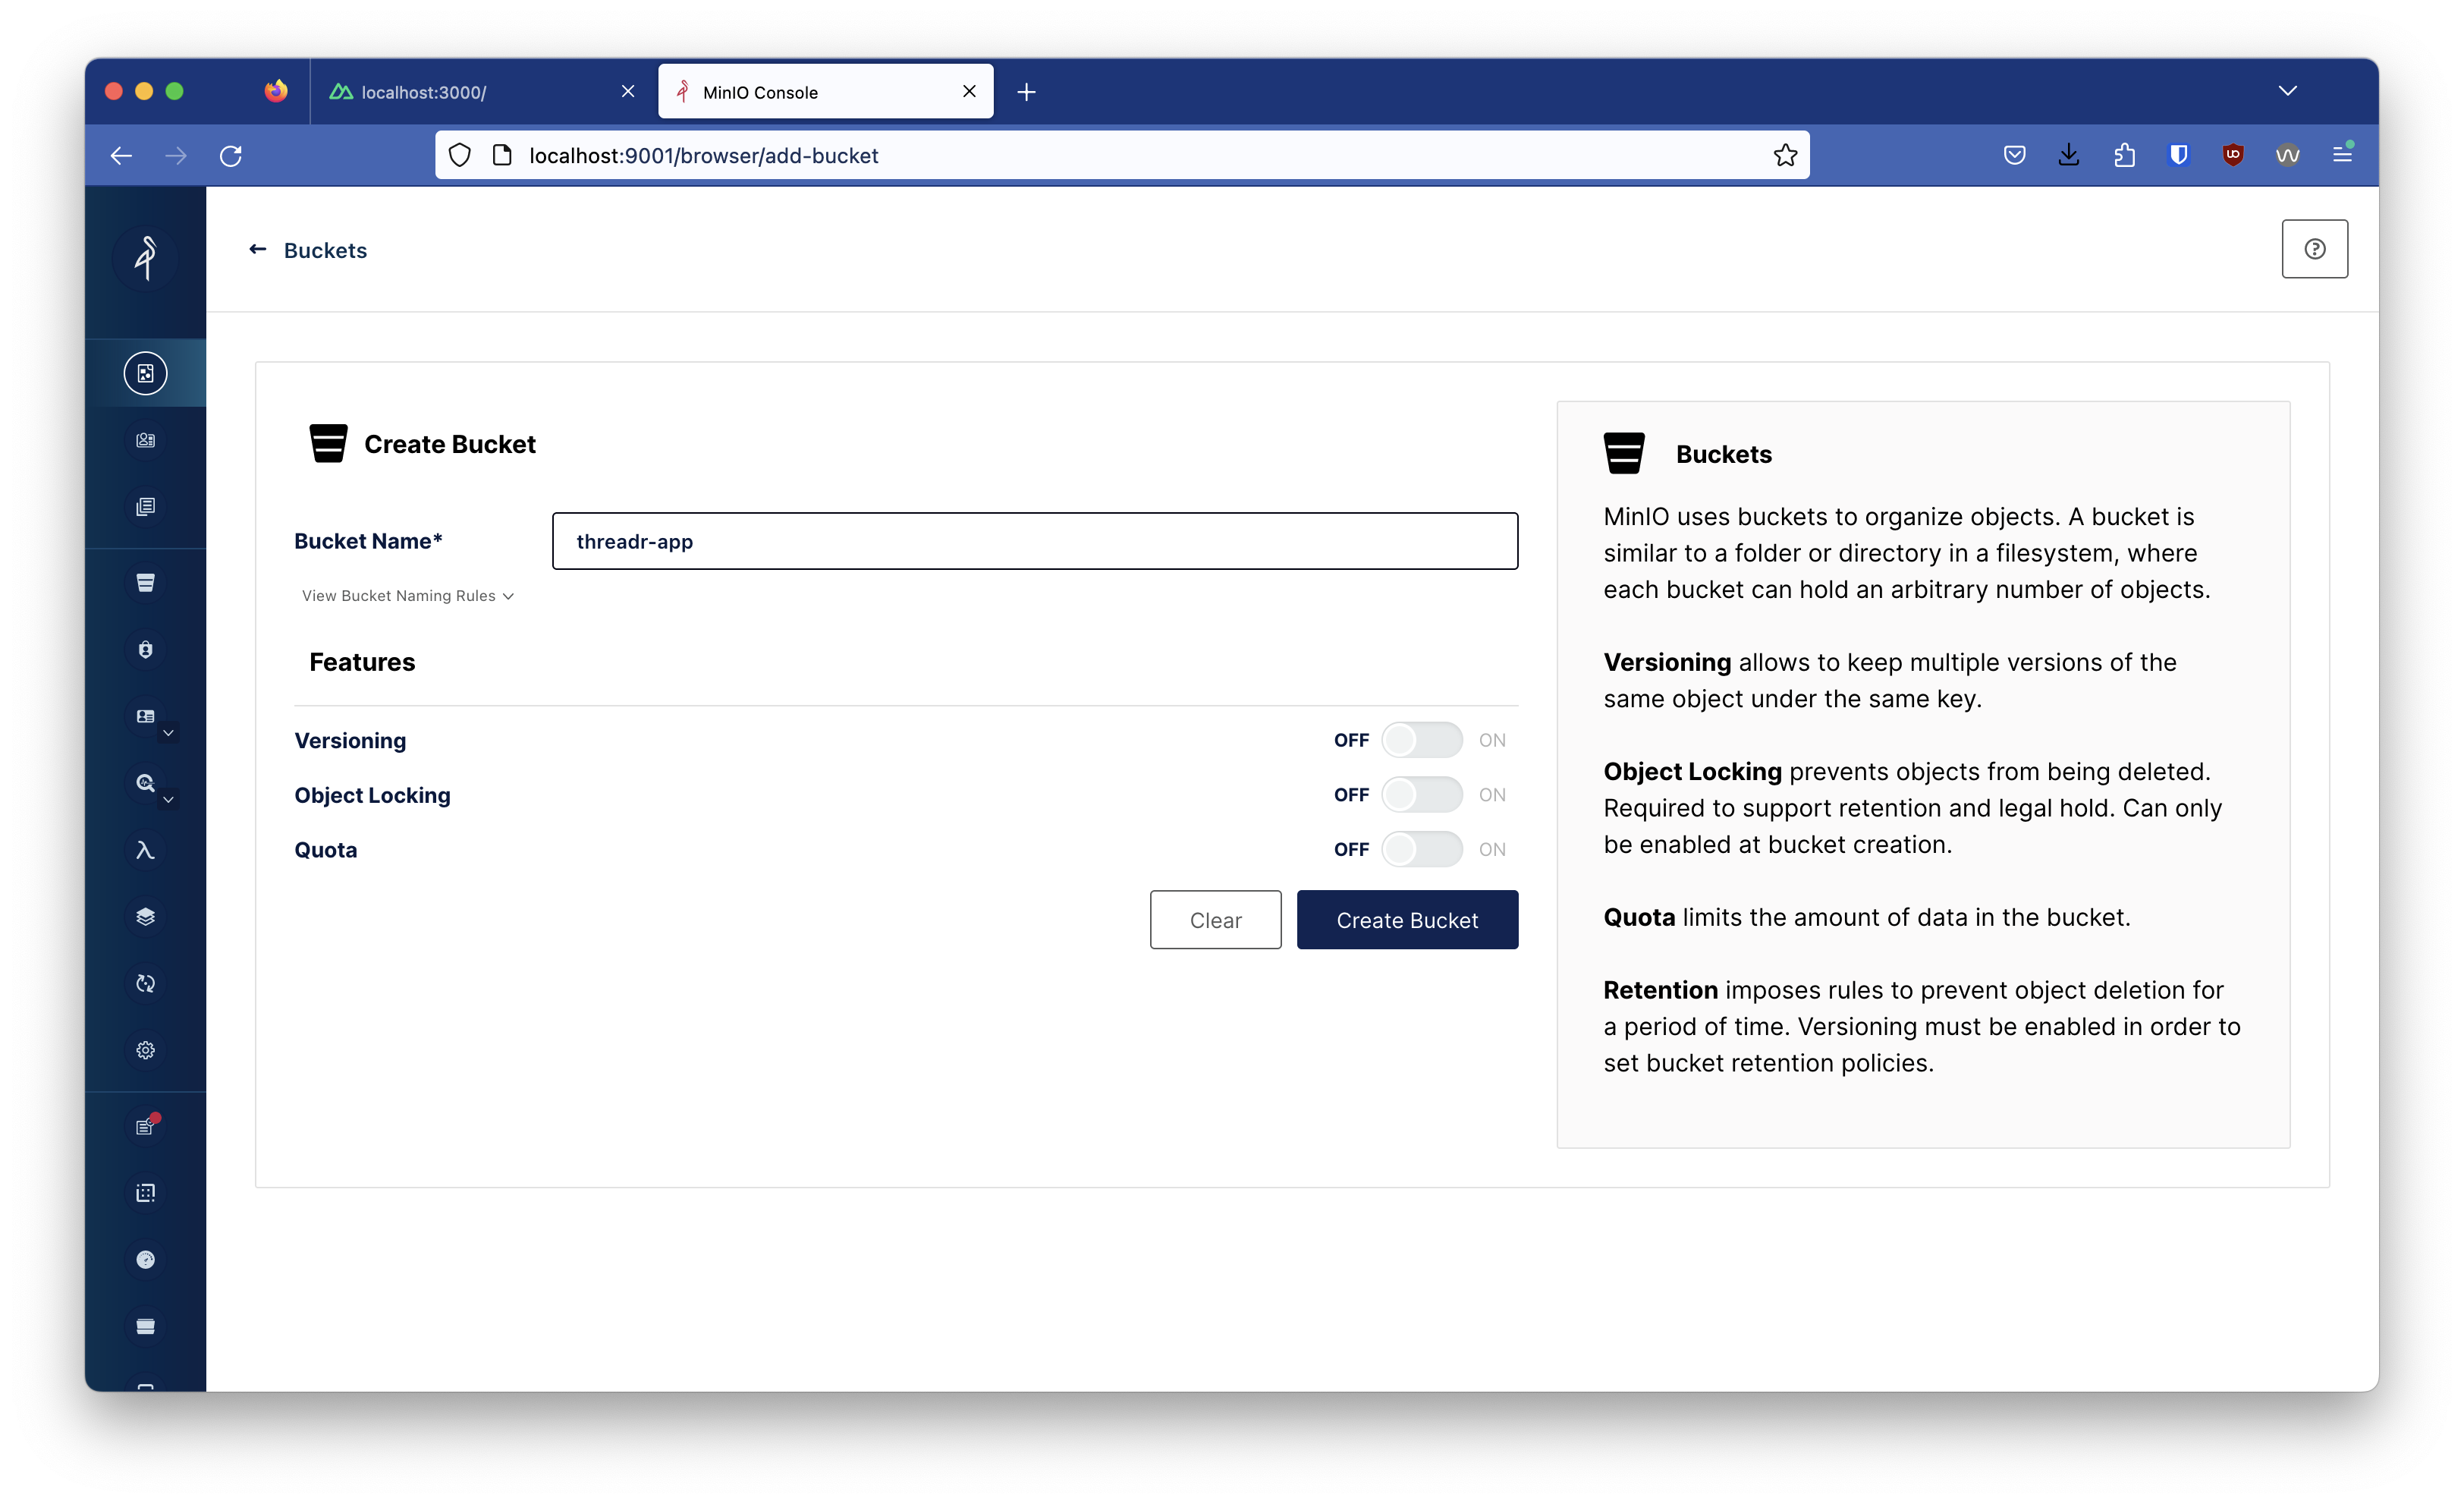 localhost:3000/
MinIO Console
localhost:9001/browser/add-bucket
Buckets
Create Bucket
Bucket Name*
threadr-app
View Bucket Naming Rules
Features
Versioning
OFF ON
Object Locking
OFF ON
Quota
OFF ON
Clear
Create Bucket
Buckets
MinIO uses buckets to organize objects. A bucket is
similar to a folder or directory in a filesystem, where
each bucket can hold an arbitrary number of objects.
Versioning allows to keep multiple versions of the
same object under the same key.
Object Locking prevents objects from being deleted.
Required to support retention and legal hold. Can only
be enabled at bucket creation.
Quota limits the amount of data in the bucket.
Retention imposes rules to prevent object deletion for
a period of time. Versioning must be enabled in order to
set bucket retention policies.